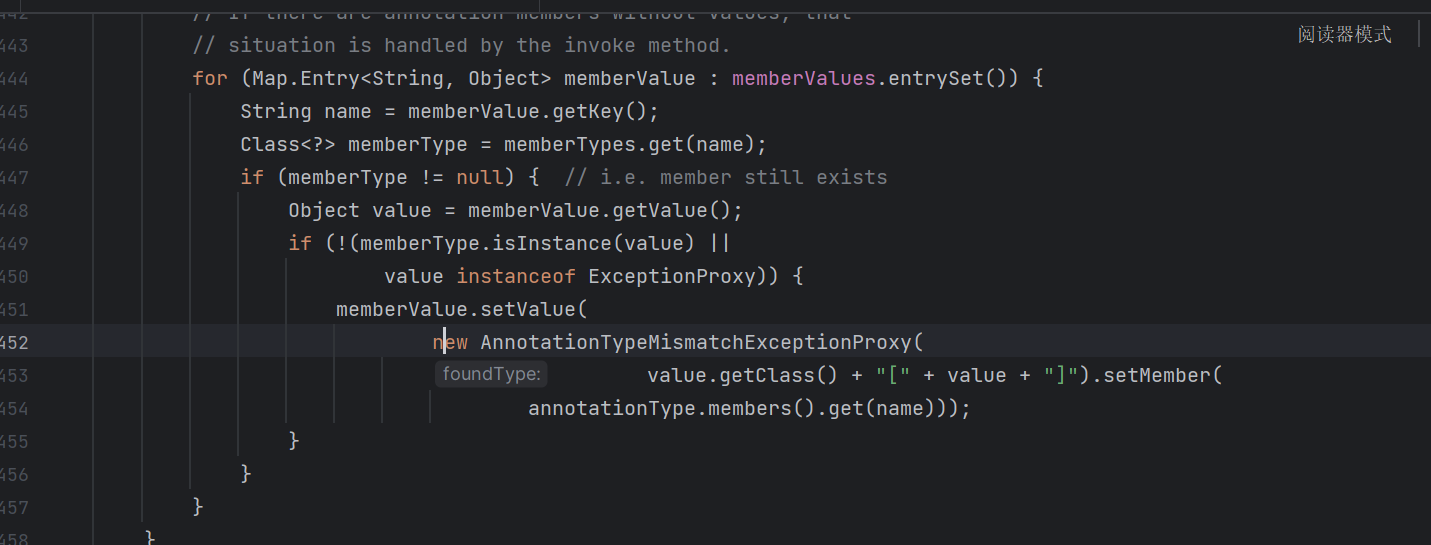 442 // If there are annotation members without values, that
443 // situation is handled by the invoke method.
阅读器模式
444 for (Map.Entry<String, Object> memberValue : memberValues.entrySet()) {
445 String name = memberValue.getKey();
446 Class<?> memberType = memberTypes.get(name);
447 if (memberType != null) {  // i.e. member still exists
448 Object value = memberValue.getValue();
449 if (!(memberType.isInstance(value) ||
450 value instanceof ExceptionProxy)) {
451 memberValue.setValue(
452 new AnnotationTypeMismatchExceptionProxy(
453 foundType: value.getClass() + "[" + value + "]").setMember(
454 annotationType.members().get(name)));
455 }
456 }
457 }
458 }